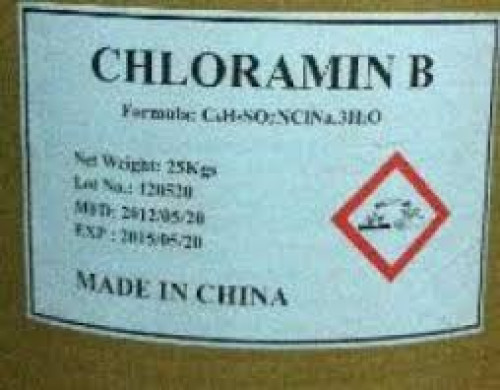 CHLORAMIN B
Formula: C₆H₅SO₂NClNa.3H₂O
Net Weight: 25Kgs
Lot No.: 120520
MFD: 2012/05/20
EXP : 2015/05/20
MADE IN CHINA